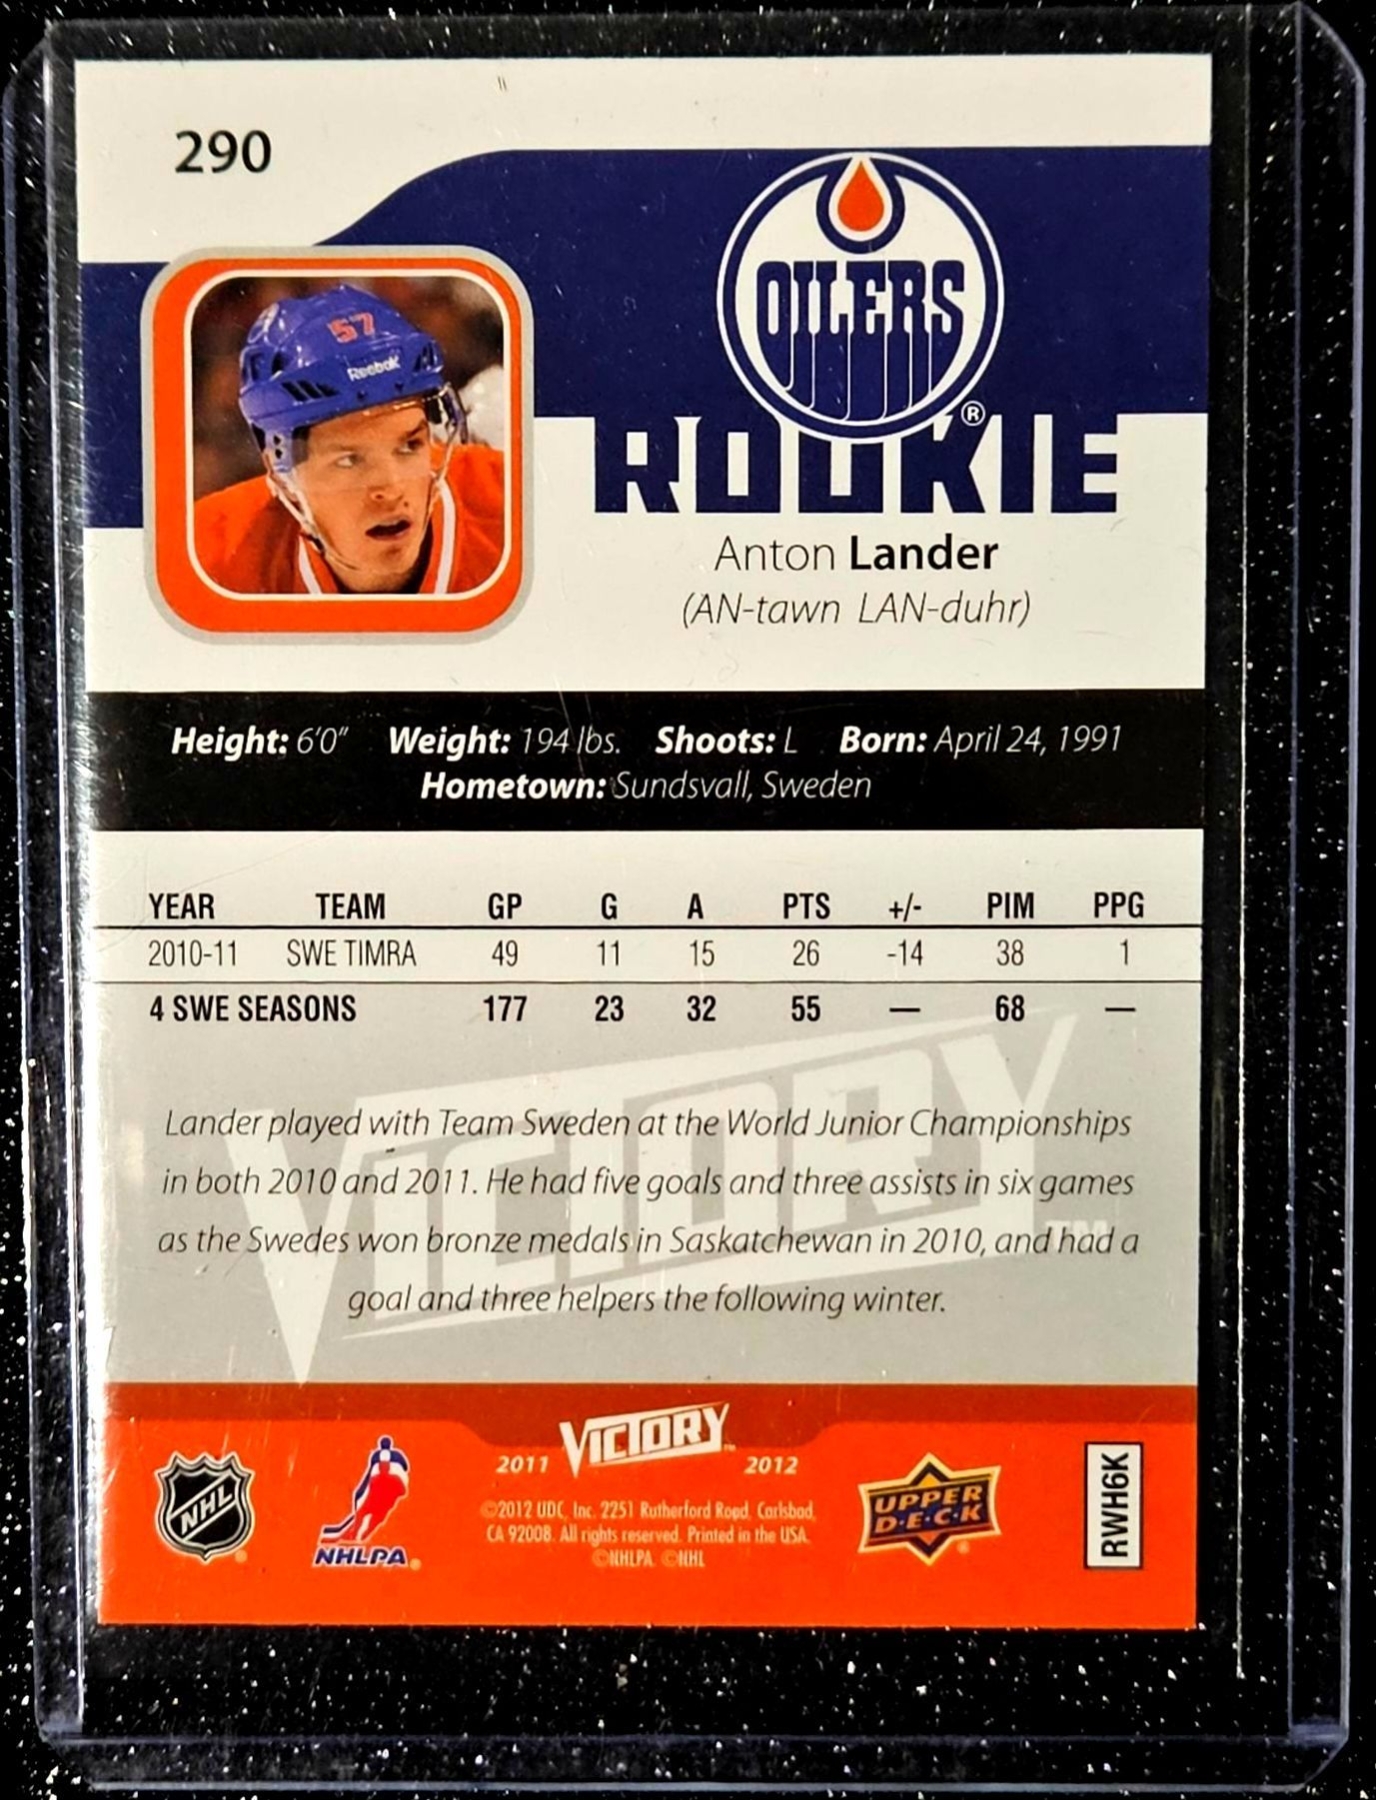 290
OILERS
®
57
Reebok
ROOKIE
Anton Lander
(AN-tawn LAN-duhr)
Height: 6'0" Weight: 194 lbs. Shoots: L Born: April 24, 1991
Hometown: Sundsvall, Sweden
YEAR TEAM GP G A PTS +/- PIM PPG
2010-11 SWE TIMRA 49 11 15 26 -14 38 1
4 SWE SEASONS 177 23 32 55 — — 68 —
VICTORY™
Lander played with Team Sweden at the World Junior Championships
in both 2010 and 2011. He had five goals and three assists in six games
as the Swedes won bronze medals in Saskatchewan in 2010, and had a
goal and three helpers the following winter.
NHL
NHLPA
2011 VICTORY 2012
©2012 UDC, Inc. 2251 Rutherford Road, Carlsbad,
CA 92008. All rights reserved. Printed in the USA.
©NHLPA. ©NHL
UPPER
D·E·C·K
RWH6K